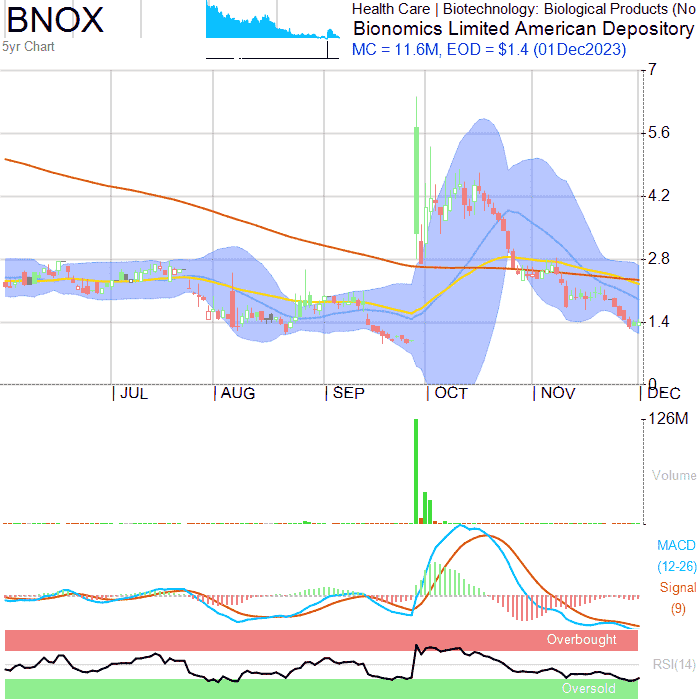 BNOX
5yr Chart
Health Care | Biotechnology: Biological Products (No
Bionomics Limited American Depository
MC = 11.6M, EOD = $1.4 (01Dec2023)
7
5.6
4.2
2.8
1.4
0
| JUL | AUG | SEP | OCT | NOV | DEC
126M
Volume
MACD
(12-26)
Signal
(9)
Overbought
RSI(14)
Oversold